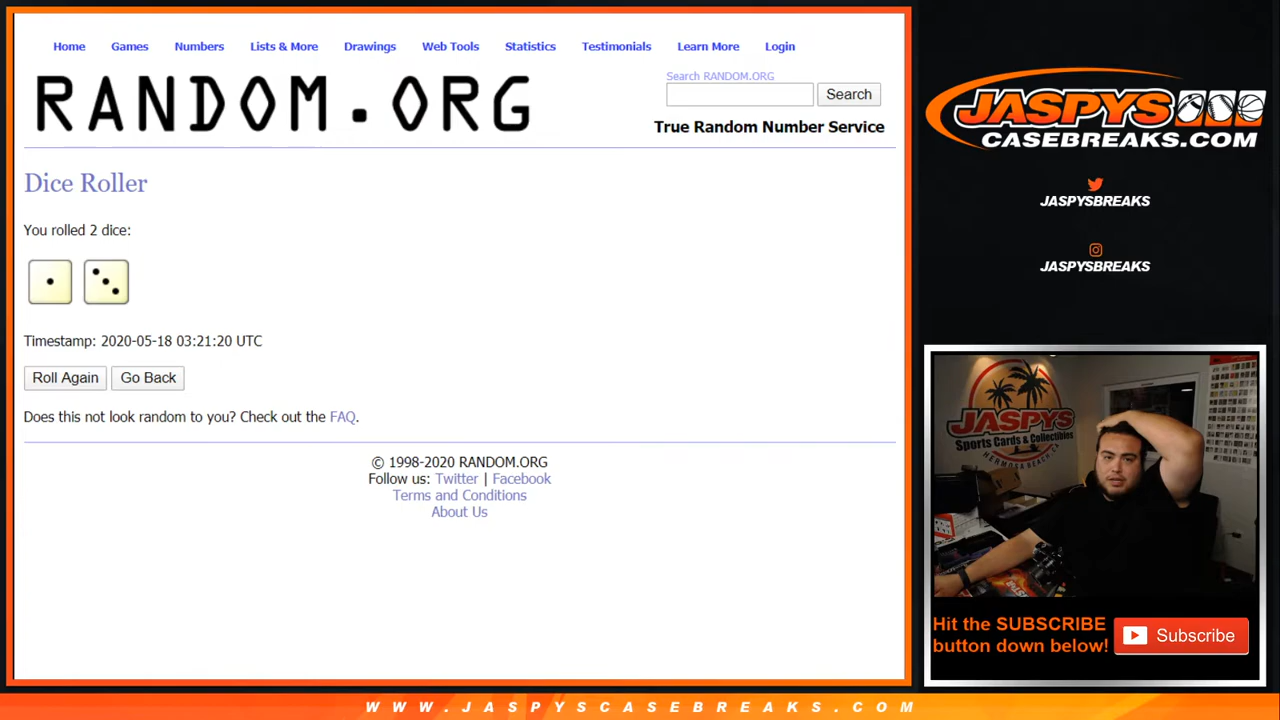 Home Games Numbers Lists & More Drawings Web Tools Statistics Testimonials Learn More Login
RANDOM.ORG
Search RANDOM.ORG
Search
True Random Number Service
Dice Roller
You rolled 2 dice:
Timestamp: 2020-05-18 03:21:20 UTC
Roll Again Go Back
Does this not look random to you? Check out the FAQ.
© 1998-2020 RANDOM.ORG
Follow us: Twitter | Facebook
Terms and Conditions
About Us
JASPYS
CASEBREAKS.COM
JASPYSBREAKS
JASPYSBREAKS
JASPYS
Sports Cards & Collectibles
HERMOSA BEACH, CA
Hit the SUBSCRIBE
button down below!
Subscribe
WWW.JASPYSCASEBREAKS.COM